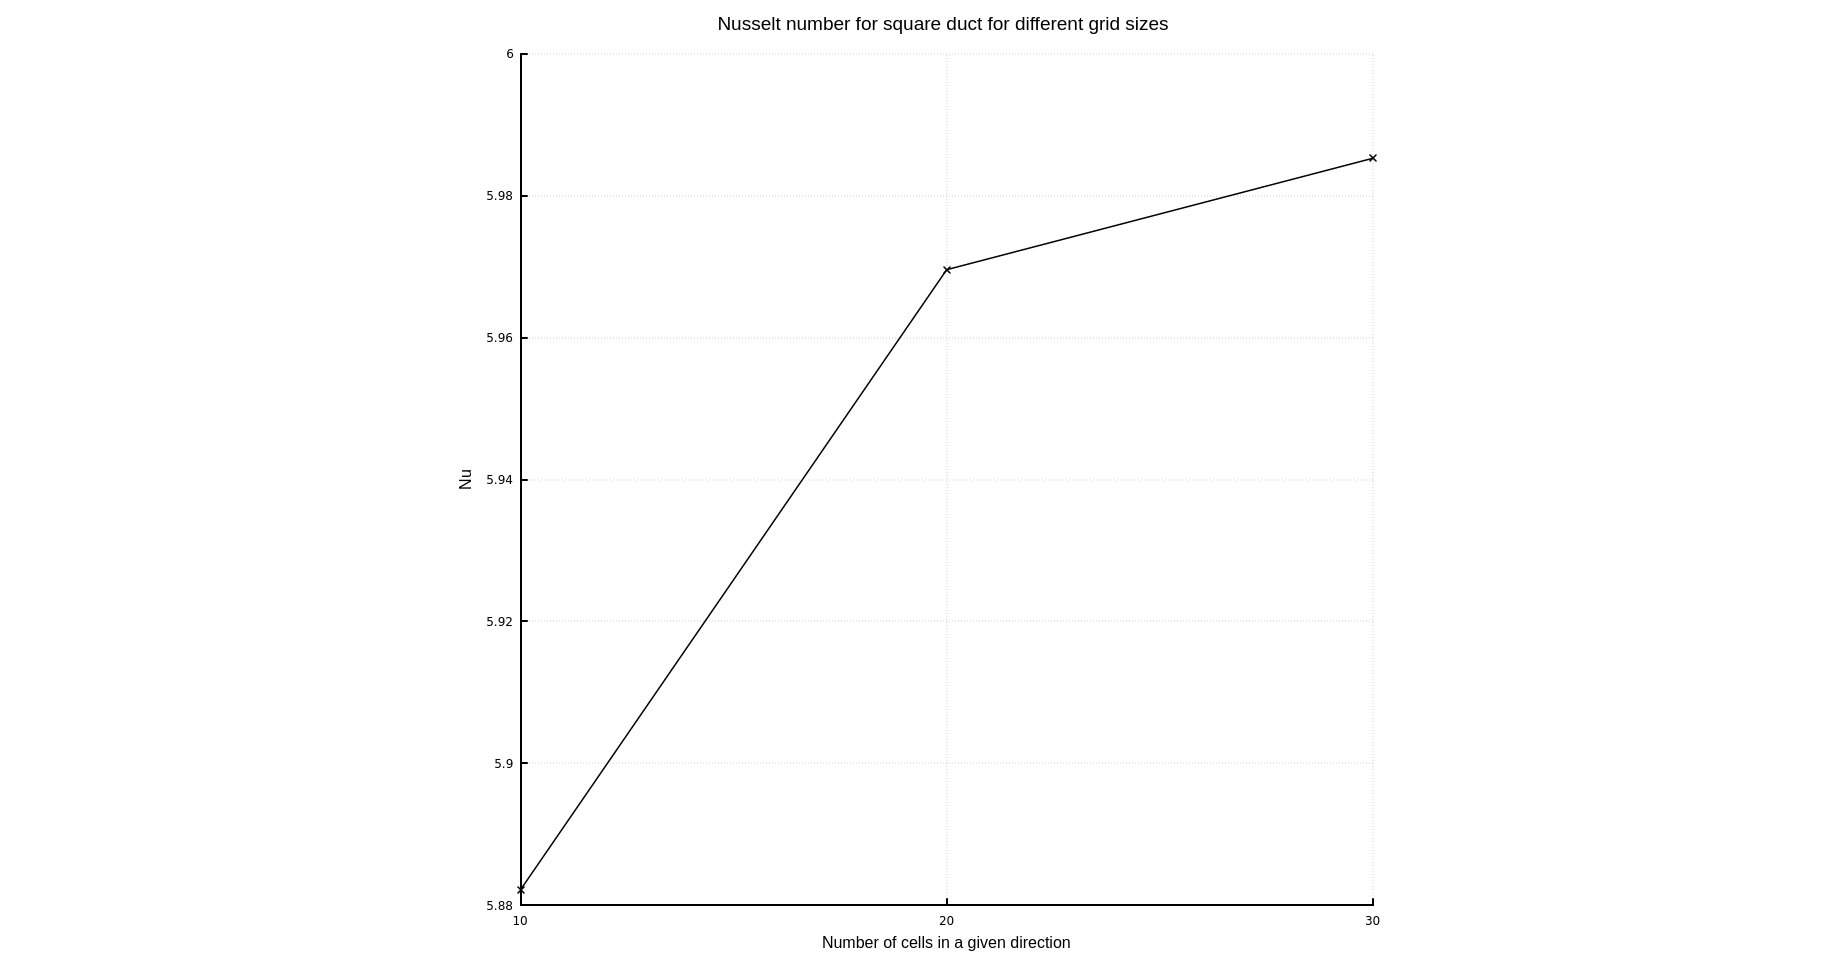 Nusselt number for square duct for different grid sizes
6
5.98
5.96
5.94
5.92
5.9
5.88
Nu
10 20 30
Number of cells in a given direction